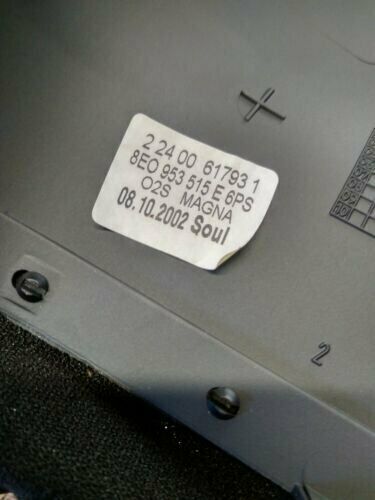 2 24 00 61793 1
8E0 953 515 E 6PS
O2S MAGNA
08.10.2002 Soul
2